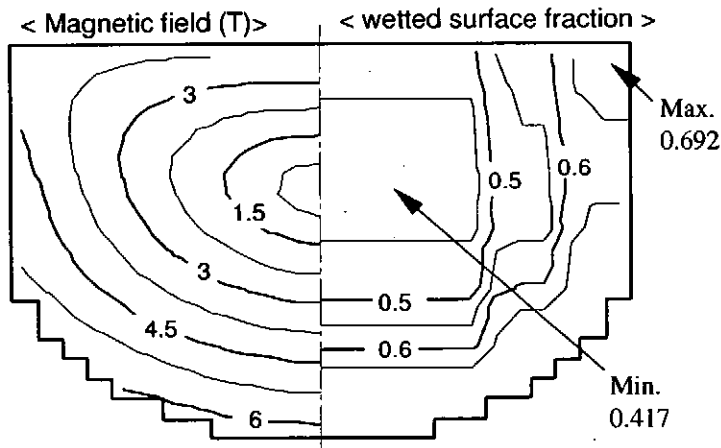 < Magnetic field (T)>
< wetted surface fraction >
3
1.5
3
4.5
6
0.5
0.6
0.5
0.6
Max.
0.692
Min.
0.417